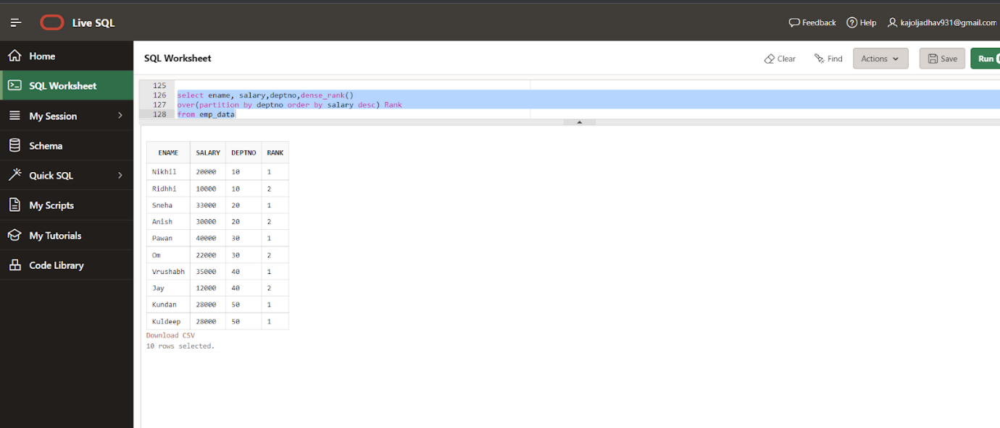 Live SQL
Feedback
Help
kajoljadhav931@gmail.com
Home
SQL Worksheet
My Session
Schema
Quick SQL
My Scripts
My Tutorials
Code Library
SQL Worksheet
Clear
Find
Actions
Save
Run
125
126 select ename, salary,deptno,dense_rank()
127 over(partition by deptno order by salary desc) Rank
128 from emp_data
ENAME SALARY DEPTNO RANK
Nikhil 20000 10 1
Ridhhi 10000 10 2
Sneha 33000 20 1
Anish 30000 20 2
Pawan 40000 30 1
Om 22000 30 2
Vrushabh 35000 40 1
Jay 12000 40 2
Kundan 28000 50 1
Kuldeep 28000 50 1
Download CSV
10 rows selected.